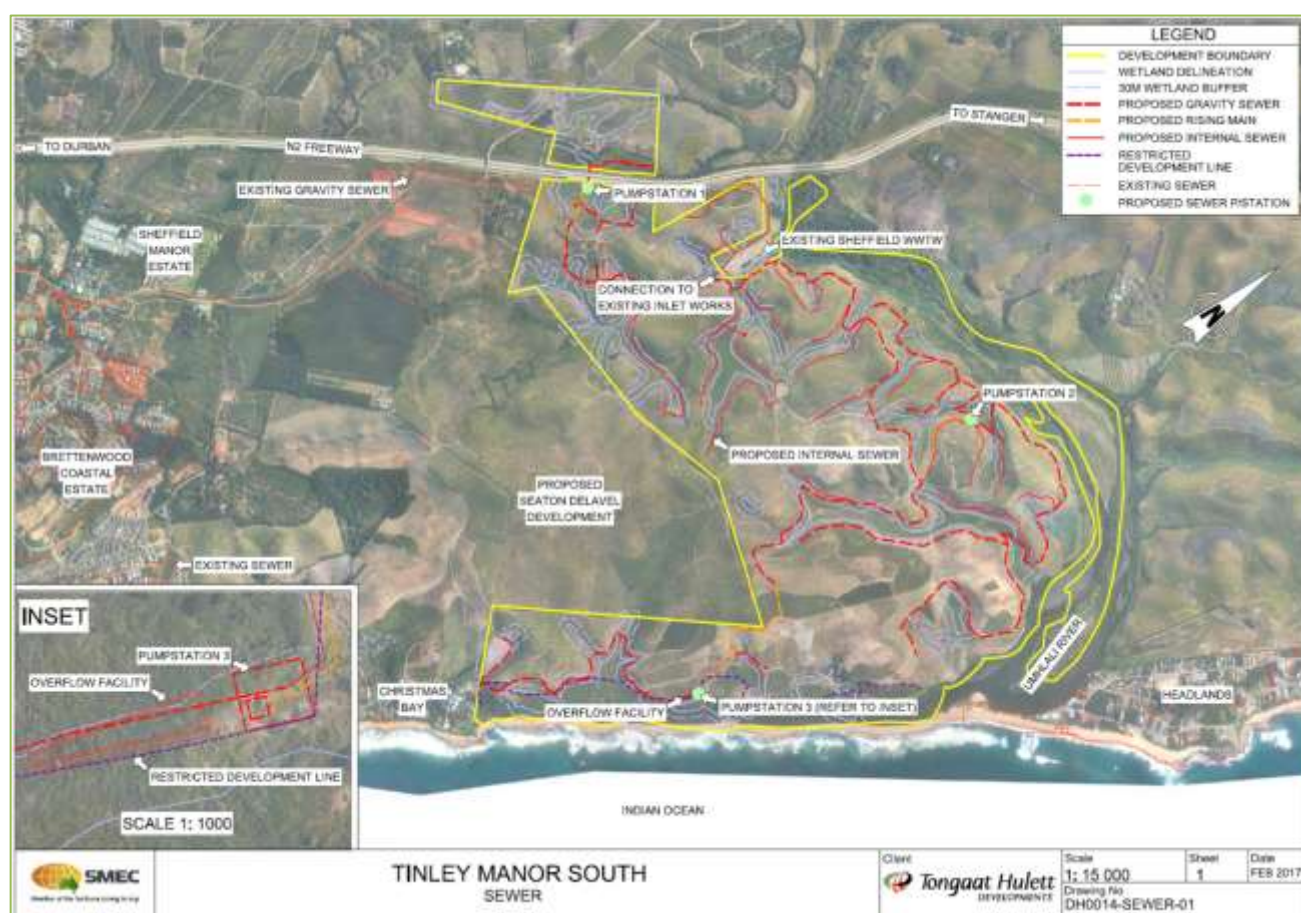 LEGEND
DEVELOPMENT BOUNDARY
WETLAND DELINEATION
30M WETLAND BUFFER
PROPOSED GRAVITY SEWER
PROPOSED RISING MAIN
PROPOSED INTERNAL SEWER
RESTRICTED
DEVELOPMENT LINE
EXISTING SEWER
PROPOSED SEWER P/STATION
TO STANGER
TO DURBAN
N2 FREEWAY
EXISTING GRAVITY SEWER
PUMPSTATION 1
SHEFFIELD
MANOR
ESTATE
EXISTING SHEFFIELD WWTW
CONNECTION TO
EXISTING INLET WORKS
N
PUMPSTATION 2
PROPOSED INTERNAL SEWER
BRETTENWOOD
COASTAL
ESTATE
PROPOSED
SEATON DELAVEL
DEVELOPMENT
EXISTING SEWER
INSET
PUMPSTATION 3
OVERFLOW FACILITY
RESTRICTED DEVELOPMENT LINE
SCALE 1: 1000
CHRISTMAS
BAY
OVERFLOW FACILITY
PUMPSTATION 3 (REFER TO INSET)
UMHLALI RIVER
HEADLANDS
INDIAN OCEAN
SMEC
TINLEY MANOR SOUTH
SEWER
Client
Tongaat Hulett
DEVELOPMENTS
Scale
1: 15 000
Sheet
1
Date
FEB 2017
Drawing No
DH0014-SEWER-01